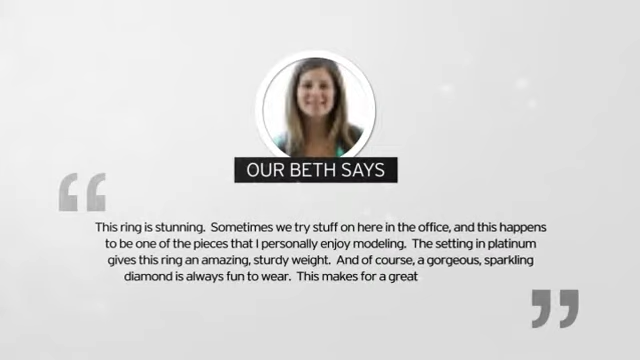 OUR BETH SAYS
This ring is stunning. Sometimes we try stuff on here in the office, and this happens
to be one of the pieces that I personally enjoy modeling. The setting in platinum
gives this ring an amazing, sturdy weight. And of course, a gorgeous, sparkling
diamond is always fun to wear. This makes for a great